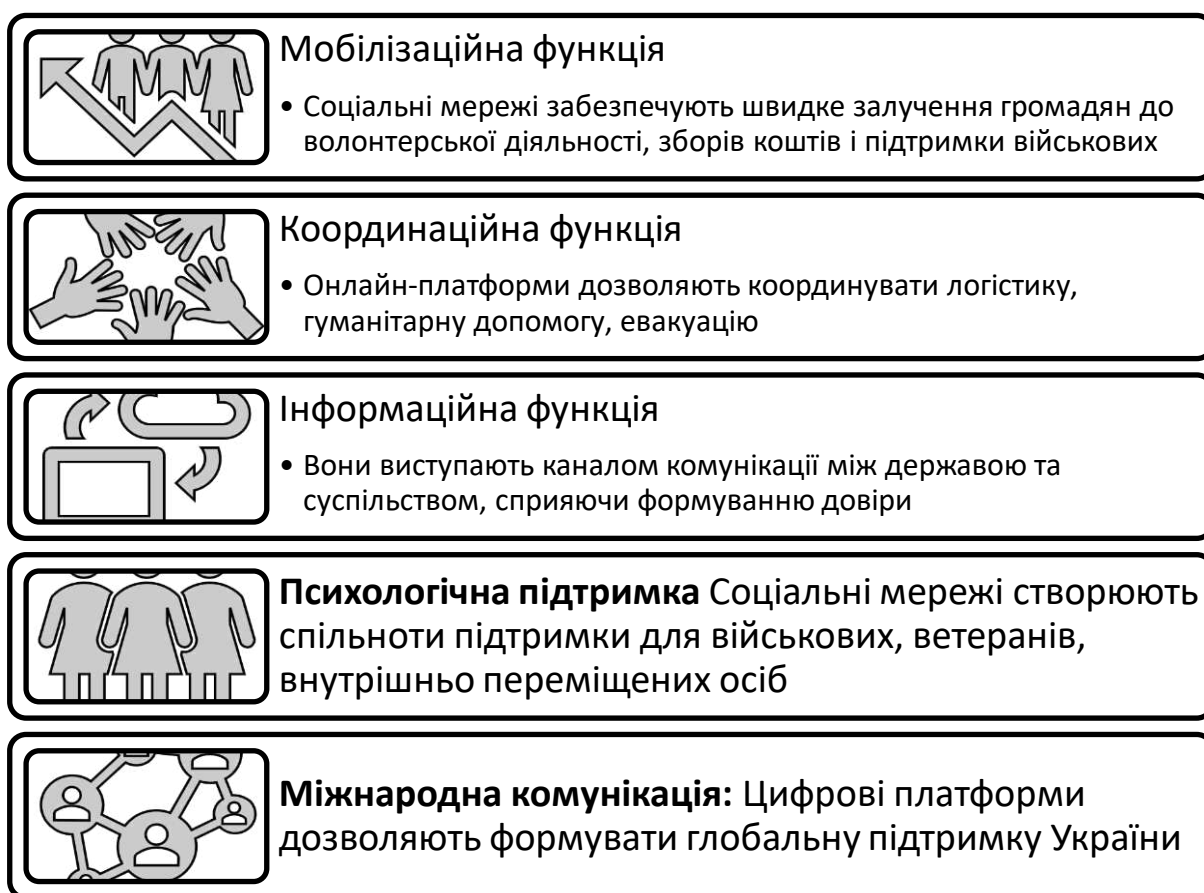 Мобілізаційна функція
• Соціальні мережі забезпечують швидке залучення громадян до
волонтерської діяльності, зборів коштів і підтримки військових
Координаційна функція
• Онлайн-платформи дозволяють координувати логістику,
гуманітарну допомогу, евакуацію
Інформаційна функція
• Вони виступають каналом комунікації між державою та
суспільством, сприяючи формуванню довіри
Психологічна підтримка Соціальні мережі створюють
спільноти підтримки для військових, ветеранів,
внутрішньо переміщених осіб
Міжнародна комунікація: Цифрові платформи
дозволяють формувати глобальну підтримку України